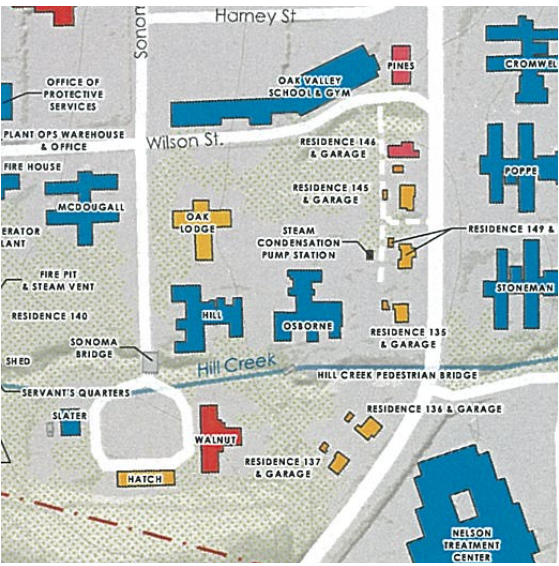 Harney St
Sonom
OFFICE OF
PROTECTIVE
SERVICES
OAK VALLEY
SCHOOL & GYM
PINES
CROMWEL
PLANT OPS WAREHOUSE
& OFFICE
Wilson St.
RESIDENCE 146
& GARAGE
FIRE HOUSE
MCDOUGALL
RESIDENCE 145
& GARAGE
POPPE
OAK
LODGE
ERATOR
LANT
STEAM
CONDENSATION
PUMP STATION
RESIDENCE 149 &
FIRE PIT
& STEAM VENT
STONEMAN
RESIDENCE 140
HILL
OSBORNE
RESIDENCE 135
& GARAGE
SONOMA
BRIDGE
SHED
Hill Creek
HILL CREEK PEDESTRIAN BRIDGE
SERVANT'S QUARTERS
SLATER
RESIDENCE 136 & GARAGE
WALNUT
RESIDENCE 137
& GARAGE
HATCH
NELSON
TREATMENT
CENTER